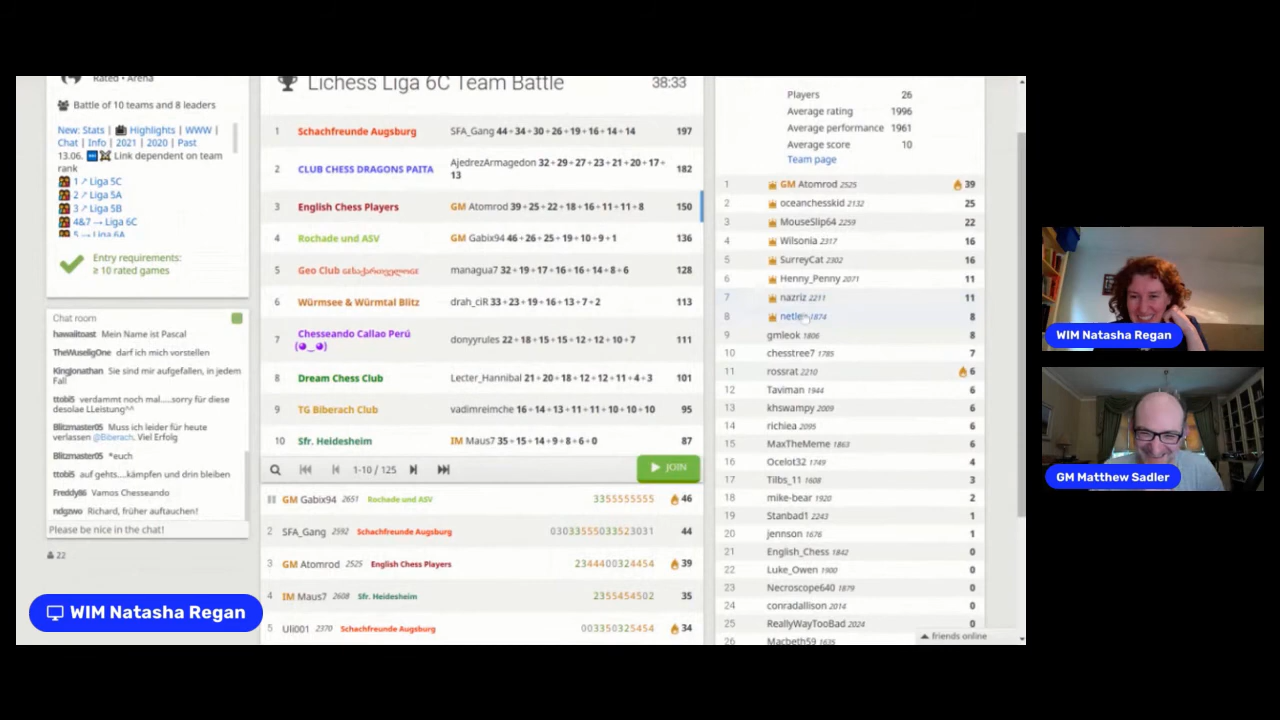 Rated • Arena
Battle of 10 teams and 8 leaders
New: Stats | Highlights | WWW |
Chat | Info | 2021 | 2020 | Past
13.06. Link dependent on team
rank
1 ↗ Liga 5C
2 ↗ Liga 5A
3 ↗ Liga 5B
4&7 → Liga 6C
Entry requirements:
≥ 10 rated games
Chat room
hawaiitoast Mein Name ist Pascal
TheWuseligOne darf ich mich vorstellen
KingJonathan Sie sind mir aufgefallen, in jedem
Fall
ttobi5 verdammt noch mal.....sorry für diese
desolae LLeistung^^
Blitzmaster05 Muss ich leider für heute
verlassen @Biberach. Viel Erfolg
Blitzmaster05 *euch
ttobi5 auf gehts....kämpfen und drin bleiben
Freddy86 Vamos Chesseando
ndgzwo Richard, früher auftauchen!
Please be nice in the chat!
22
WIM Natasha Regan
Lichess Liga 6C Team Battle 38:33
1 Schachfreunde Augsburg SFA_Gang 44+34+30+26+19+16+14+14 197
2 CLUB CHESS DRAGONS PAITA AjedrezArmagedon 32+29+27+23+21+20+17+
13 182
3 English Chess Players GM Atomrod 39+25+22+18+16+11+11+8 150
4 Rochade und ASV GM Gabix94 46+26+25+19+10+9+1 136
5 Geo Club managua7 32+19+17+16+16+14+8+6 128
6 Würmsee & Würmtal Blitz drah_ciR 33+23+19+16+13+7+2 113
7 Chesseando Callao Perú
donyyrules 22+18+15+15+12+12+10+7 111
8 Dream Chess Club Lecter_Hannibal 21+20+18+12+12+11+4+3 101
9 TG Biberach Club vadimreimche 16+14+13+11+11+10+10+10 95
10 Sfr. Heidesheim IM Maus7 35+15+14+9+8+6+0 87
1-10 / 125 JOIN
GM Gabix94 2651 Rochade und ASV 3355555555 46
2 SFA_Gang 2592 Schachfreunde Augsburg 030333555033523031 44
3 GM Atomrod 2525 English Chess Players 2344400324454 39
4 IM Maus7 2608 Sfr. Heidesheim 2355454502 35
5 Uli001 2370 Schachfreunde Augsburg 003350325454 34
Players 26
Average rating 1996
Average performance 1961
Average score 10
Team page
1 GM Atomrod 2525 39
2 oceanchesskid 2132 25
3 MouseSlip64 2259 22
4 Wilsonia 2317 16
5 SurreyCat 2302 16
6 Henny_Penny 2071 11
7 nazriz 2211 11
8 1874 8
9 gmleok 1806 8
10 chesstree7 1785 7
11 rossrat 2210 6
12 Taviman 1944 6
13 khswampy 2009 6
14 richiea 2095 6
15 MaxTheMeme 1863 6
16 Ocelot32 1749 4
17 Tilbs_11 1608 3
18 mike-bear 1920 2
19 Stanbad1 2243 1
20 jennson 1676 1
21 English_Chess 1842 0
22 Luke_Owen 1900 0
23 Necroscope640 1879 0
24 conradallison 2014 0
25 ReallyWayTooBad 2024 0
26 Macbeth59 1635
friends online
WIM Natasha Regan
GM Matthew Sadler